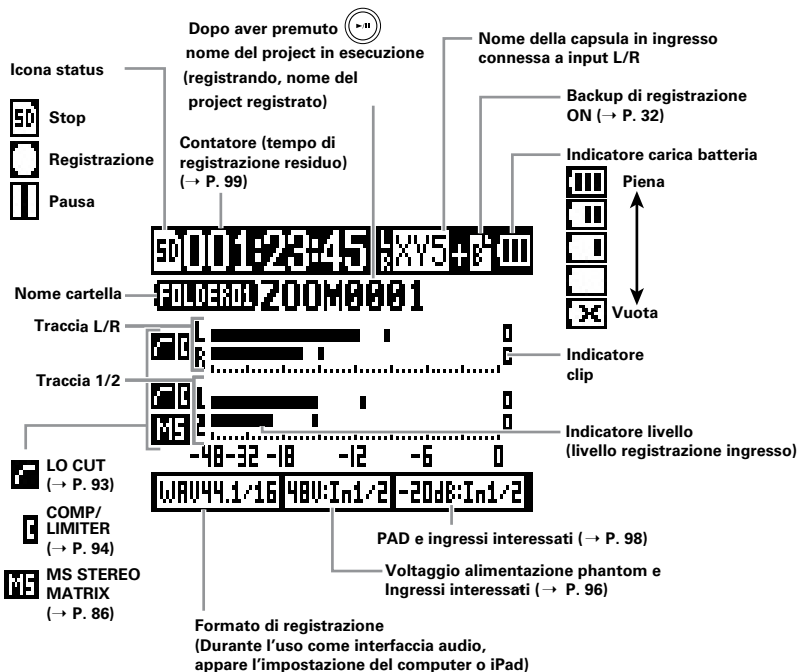 Dopo aver premuto
nome del project in esecuzione
(registrando, nome del
project registrato)
Nome della capsula in ingresso
connessa a input L/R
Icona status
SD Stop
Registrazione
Pausa
Contatore (tempo di
registrazione residuo)
(→ P. 99)
Backup di registrazione
ON (→ P. 32)
Indicatore carica batteria
Piena
Vuota
SD 001:23:45 L R XY5 + B
Nome cartella
FOLDER01 ZOOM0001
Traccia L/R
L
R
Indicatore
clip
Traccia 1/2
1
2
MS
Indicatore livello
(livello registrazione ingresso)
-48 -32 -18 -12 -6 0
WAV44.1/16 48V:In1/2 -20dB:In1/2
LO CUT
(→ P. 93)
COMP/
LIMITER
(→ P. 94)
MS MS STEREO
MATRIX
(→ P. 86)
PAD e ingressi interessati (→ P. 98)
Voltaggio alimentazione phantom e
Ingressi interessati (→ P. 96)
Formato di registrazione
(Durante l'uso come interfaccia audio,
appare l'impostazione del computer o iPad)